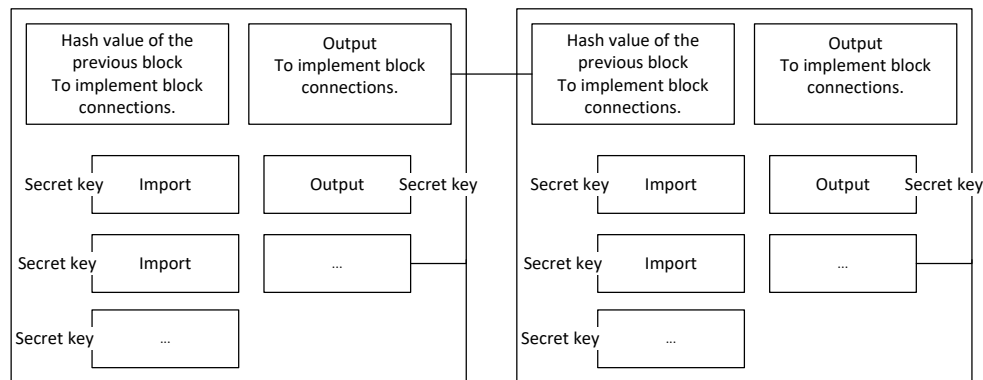 Hash value of the
previous block
To implement block
connections.
Output
To implement block
connections.
Hash value of the
previous block
To implement block
connections.
Output
To implement block
connections.
Secret key Import Output Secret key
Secret key Import Output Secret key
Secret key Import ...
Secret key Import ...
Secret key ...
Secret key ...